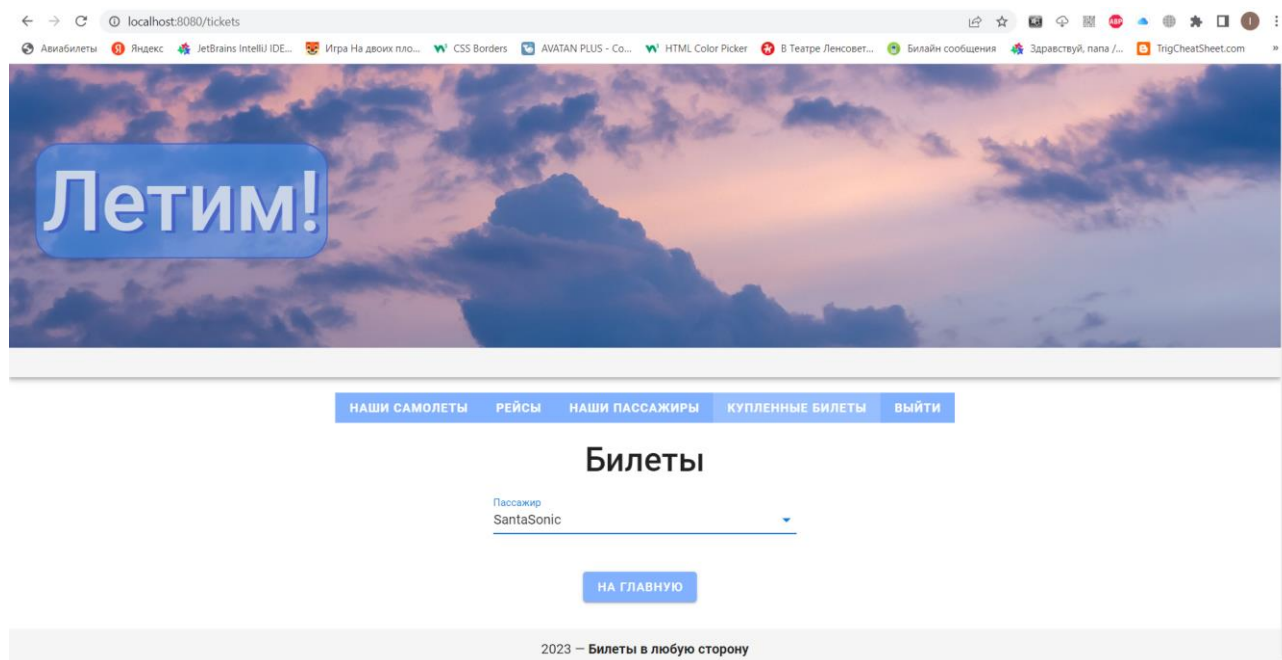 localhost:8080/tickets
Авиабилеты Яндекс JetBrains IntelliJ IDE... Игра На двоих пло... CSS Borders AVATAN PLUS - Co... HTML Color Picker В Театре Ленсовет... Билайн сообщения Здравствуй, папа /... TrigCheatSheet.com »
Летим!
НАШИ САМОЛЕТЫ РЕЙСЫ НАШИ ПАССАЖИРЫ КУПЛЕННЫЕ БИЛЕТЫ ВЫЙТИ
Билеты
Пассажир
SantaSonic
НА ГЛАВНУЮ
2023 — Билеты в любую сторону